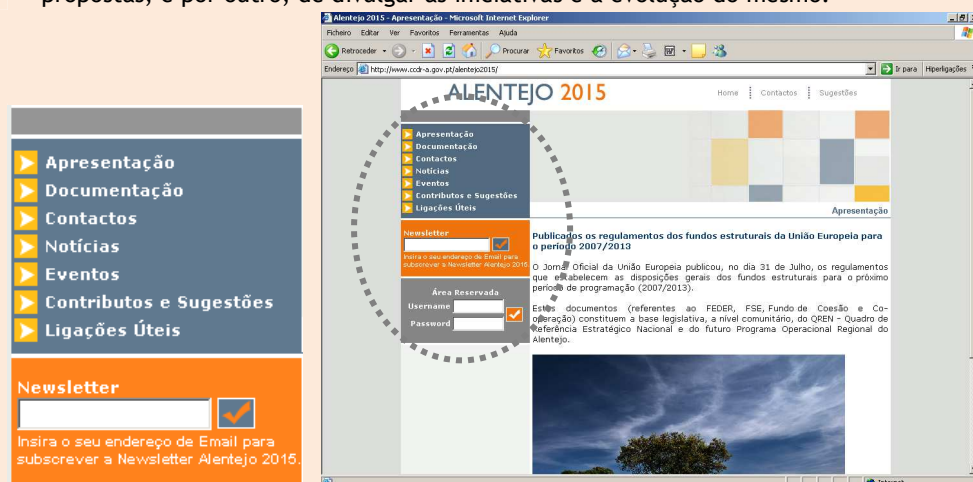 propostas, e por outro, de divulgar as iniciativas e a evolução do mesmo.
Apresentação
Documentação
Contactos
Notícias
Eventos
Contributos e Sugestões
Ligações Úteis
Newsletter
Insira o seu endereço de Email para
subscrever a Newsletter Alentejo 2015.
Alentejo 2015 - Apresentação - Microsoft Internet Explorer
Ficheiro Editar Ver Favoritos Ferramentas Ajuda
Retroceder Procurar Favoritos
Endereço http://www.ccdr-a.gov.pt/alentejo2015/ Ir para Hiperligações
ALENTEJO 2015
Home Contactos Sugestões
Apresentação
Documentação
Contactos
Notícias
Eventos
Contributos e Sugestões
Ligações Úteis
Apresentação
Newsletter
Insira o seu endereço de Email para
subscrever a Newsletter Alentejo 2015
Área Reservada
Username
Password
Publicados os regulamentos dos fundos estruturais da União Europeia para
o período 2007/2013
O Jornal Oficial da União Europeia publicou, no dia 31 de Julho, os regulamentos
que estabelecem as disposições gerais dos fundos estruturais para o próximo
período de programação (2007/2013).
Estes documentos (referentes ao FEDER, FSE, Fundo de Coesão e Co-
operação) constituem a base legislativa, a nível comunitário, do QREN - Quadro de
Referência Estratégico Nacional e do futuro Programa Operacional Regional do
Alentejo.
Internet